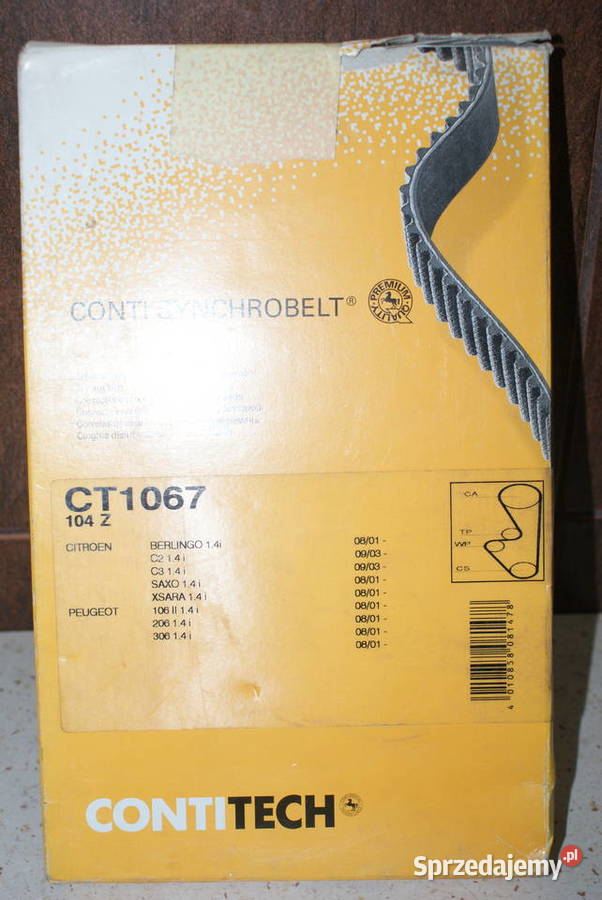 CONTI SYNCHROBELT®
PREMIUM QUALITY
CT1067
104 Z
CITROEN BERLINGO 1.4i 08/01 -
C2 1.4 i 09/03 -
C3 1.4 i 09/03 -
SAXO 1.4 i 08/01 -
XSARA 1.4 i 08/01 -
PEUGEOT 106 II 1.4 i 08/01 -
206 1.4 i 08/01 -
306 1.4 i 08/01 -
08/01 -
CA
TP
WP
CS
4 010858 081478
CONTITECH
Sprzedajemy.pl